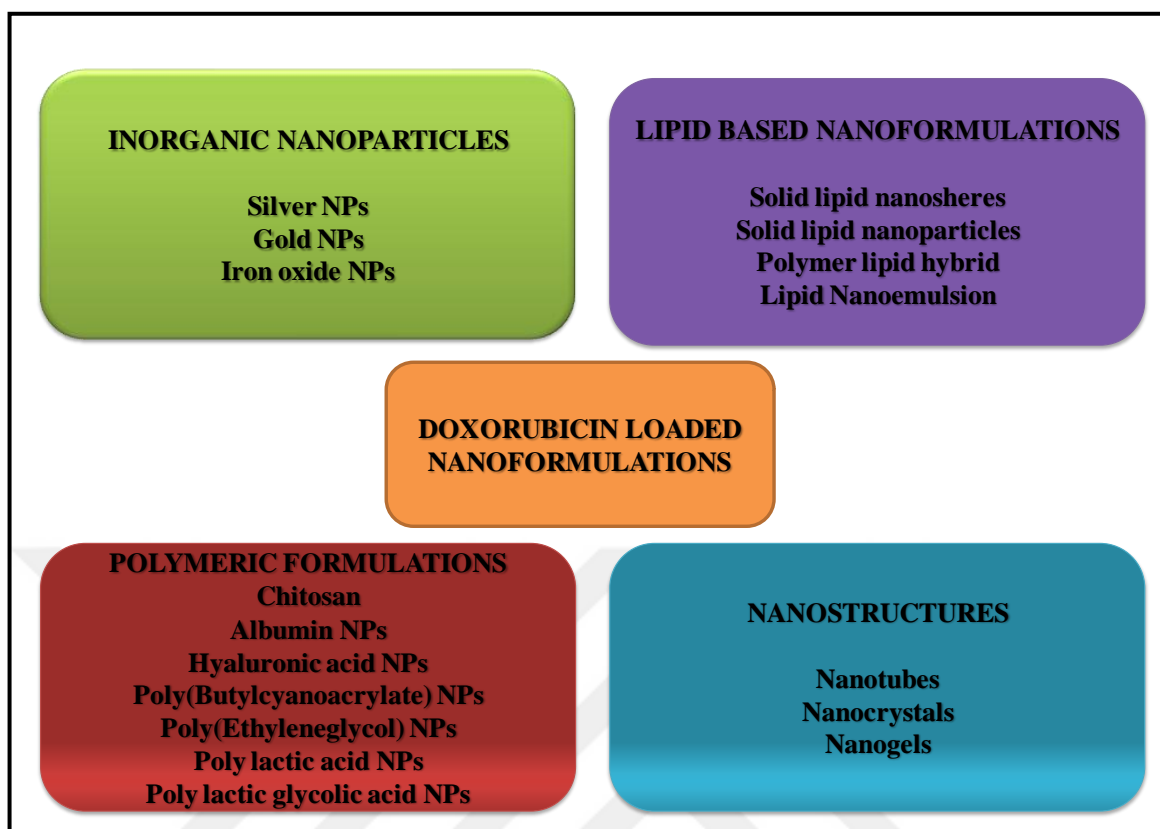 INORGANIC NANOPARTICLES
Silver NPs
Gold NPs
Iron oxide NPs
LIPID BASED NANOFORMULATIONS
Solid lipid nanosheres
Solid lipid nanoparticles
Polymer lipid hybrid
Lipid Nanoemulsion
DOXORUBICIN LOADED
NANOFORMULATIONS
POLYMERIC FORMULATIONS
Chitosan
Albumin NPs
Hyaluronic acid NPs
Poly(Butylcyanoacrylate) NPs
Poly(Ethyleneglycol) NPs
Poly lactic acid NPs
Poly lactic glycolic acid NPs
NANOSTRUCTURES
Nanotubes
Nanocrystals
Nanogels